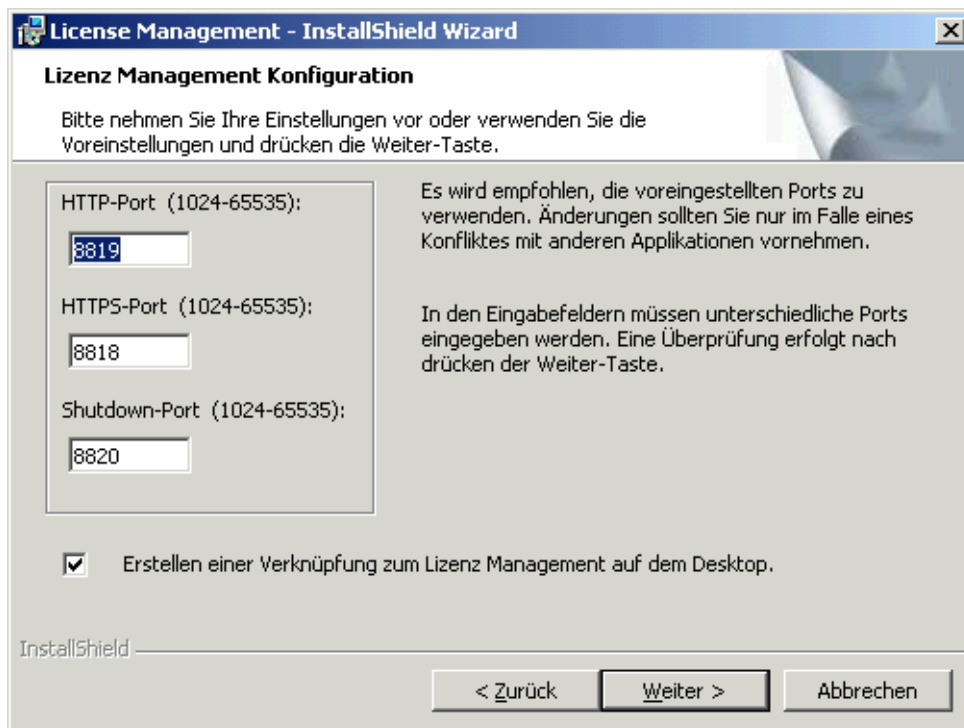 License Management - InstallShield Wizard
Lizenz Management Konfiguration
Bitte nehmen Sie Ihre Einstellungen vor oder verwenden Sie die
Voreinstellungen und drücken die Weiter-Taste.
HTTP-Port (1024-65535):
8819
HTTPS-Port (1024-65535):
8818
Shutdown-Port (1024-65535):
8820
Es wird empfohlen, die voreingestellten Ports zu
verwenden. Änderungen sollten Sie nur im Falle eines
Konfliktes mit anderen Applikationen vornehmen.
In den Eingabefeldern müssen unterschiedliche Ports
eingegeben werden. Eine Überprüfung erfolgt nach
drücken der Weiter-Taste.
Erstellen einer Verknüpfung zum Lizenz Management auf dem Desktop.
InstallShield
< Zurück
Weiter >
Abbrechen